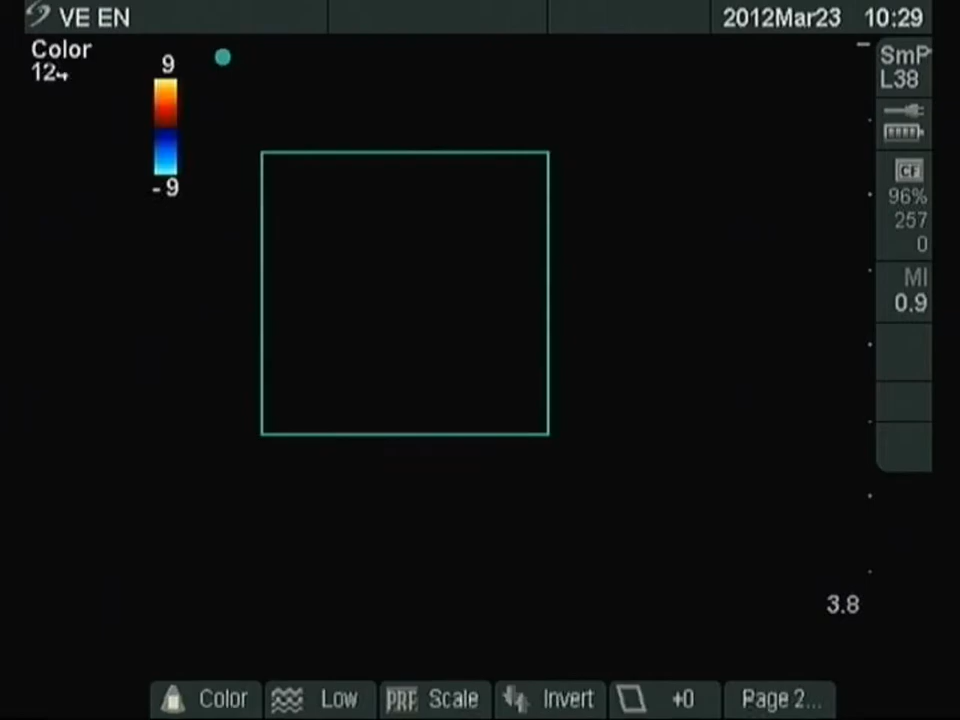 VE EN
2012Mar23 10:29
Color
12
9
-9
SmP
L38
CF
96%
257
0
MI
0.9
3.8
Color Low PRF Scale Invert +0 Page 2...